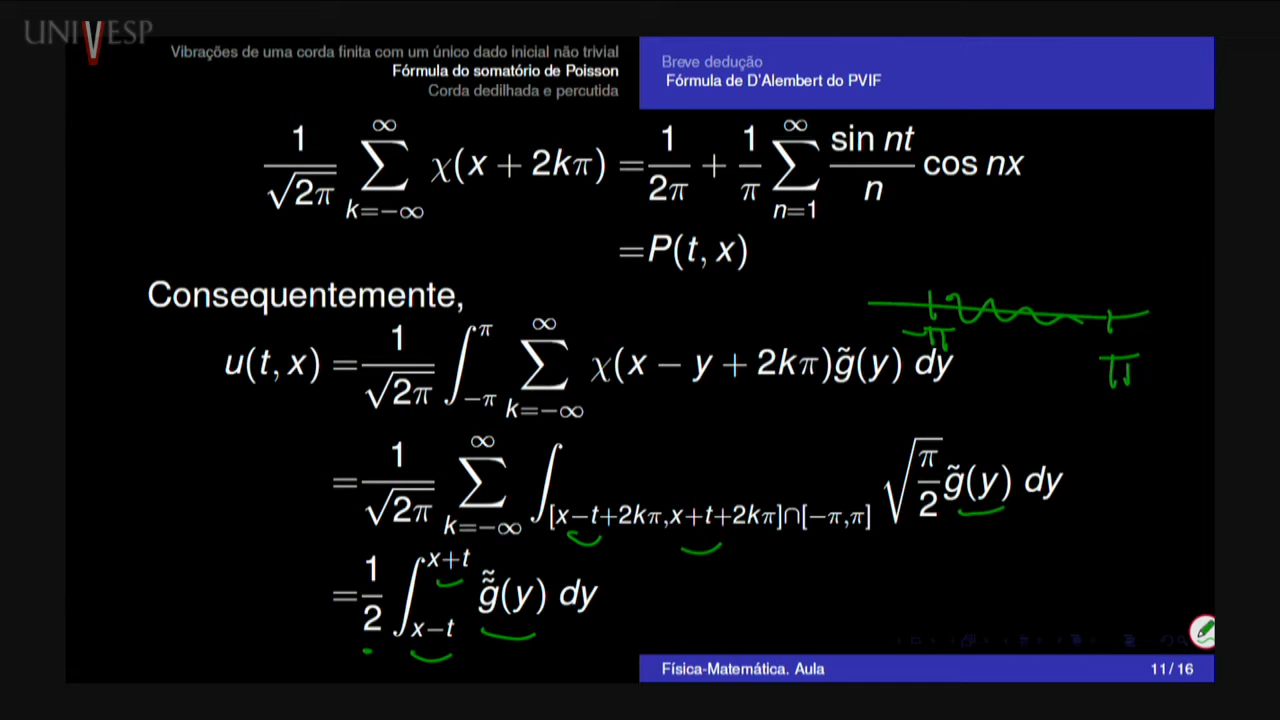 UNIVESP
Vibrações de uma corda finita com um único dado inicial não trivial
Fórmula do somatório de Poisson
Corda dedilhada e percutida
Breve dedução
Fórmula de D'Alembert do PVIF
1/√2π ∑_{k=−∞}^{∞} χ(x + 2kπ) = 1/2π + 1/π ∑_{n=1}^{∞} (sin nt)/n cos nx
=P(t, x)
Consequentemente,
−π π
u(t, x) = 1/√2π ∫_{−π}^{π} ∑_{k=−∞}^{∞} χ(x − y + 2kπ)g̃(y) dy
= 1/√2π ∑_{k=−∞}^{∞} ∫_{[x−t+2kπ,x+t+2kπ]∩[−π,π]} √(π/2) g̃(y) dy
= 1/2 ∫_{x−t}^{x+t} g̃̃(y) dy
Física-Matemática. Aula
11/16